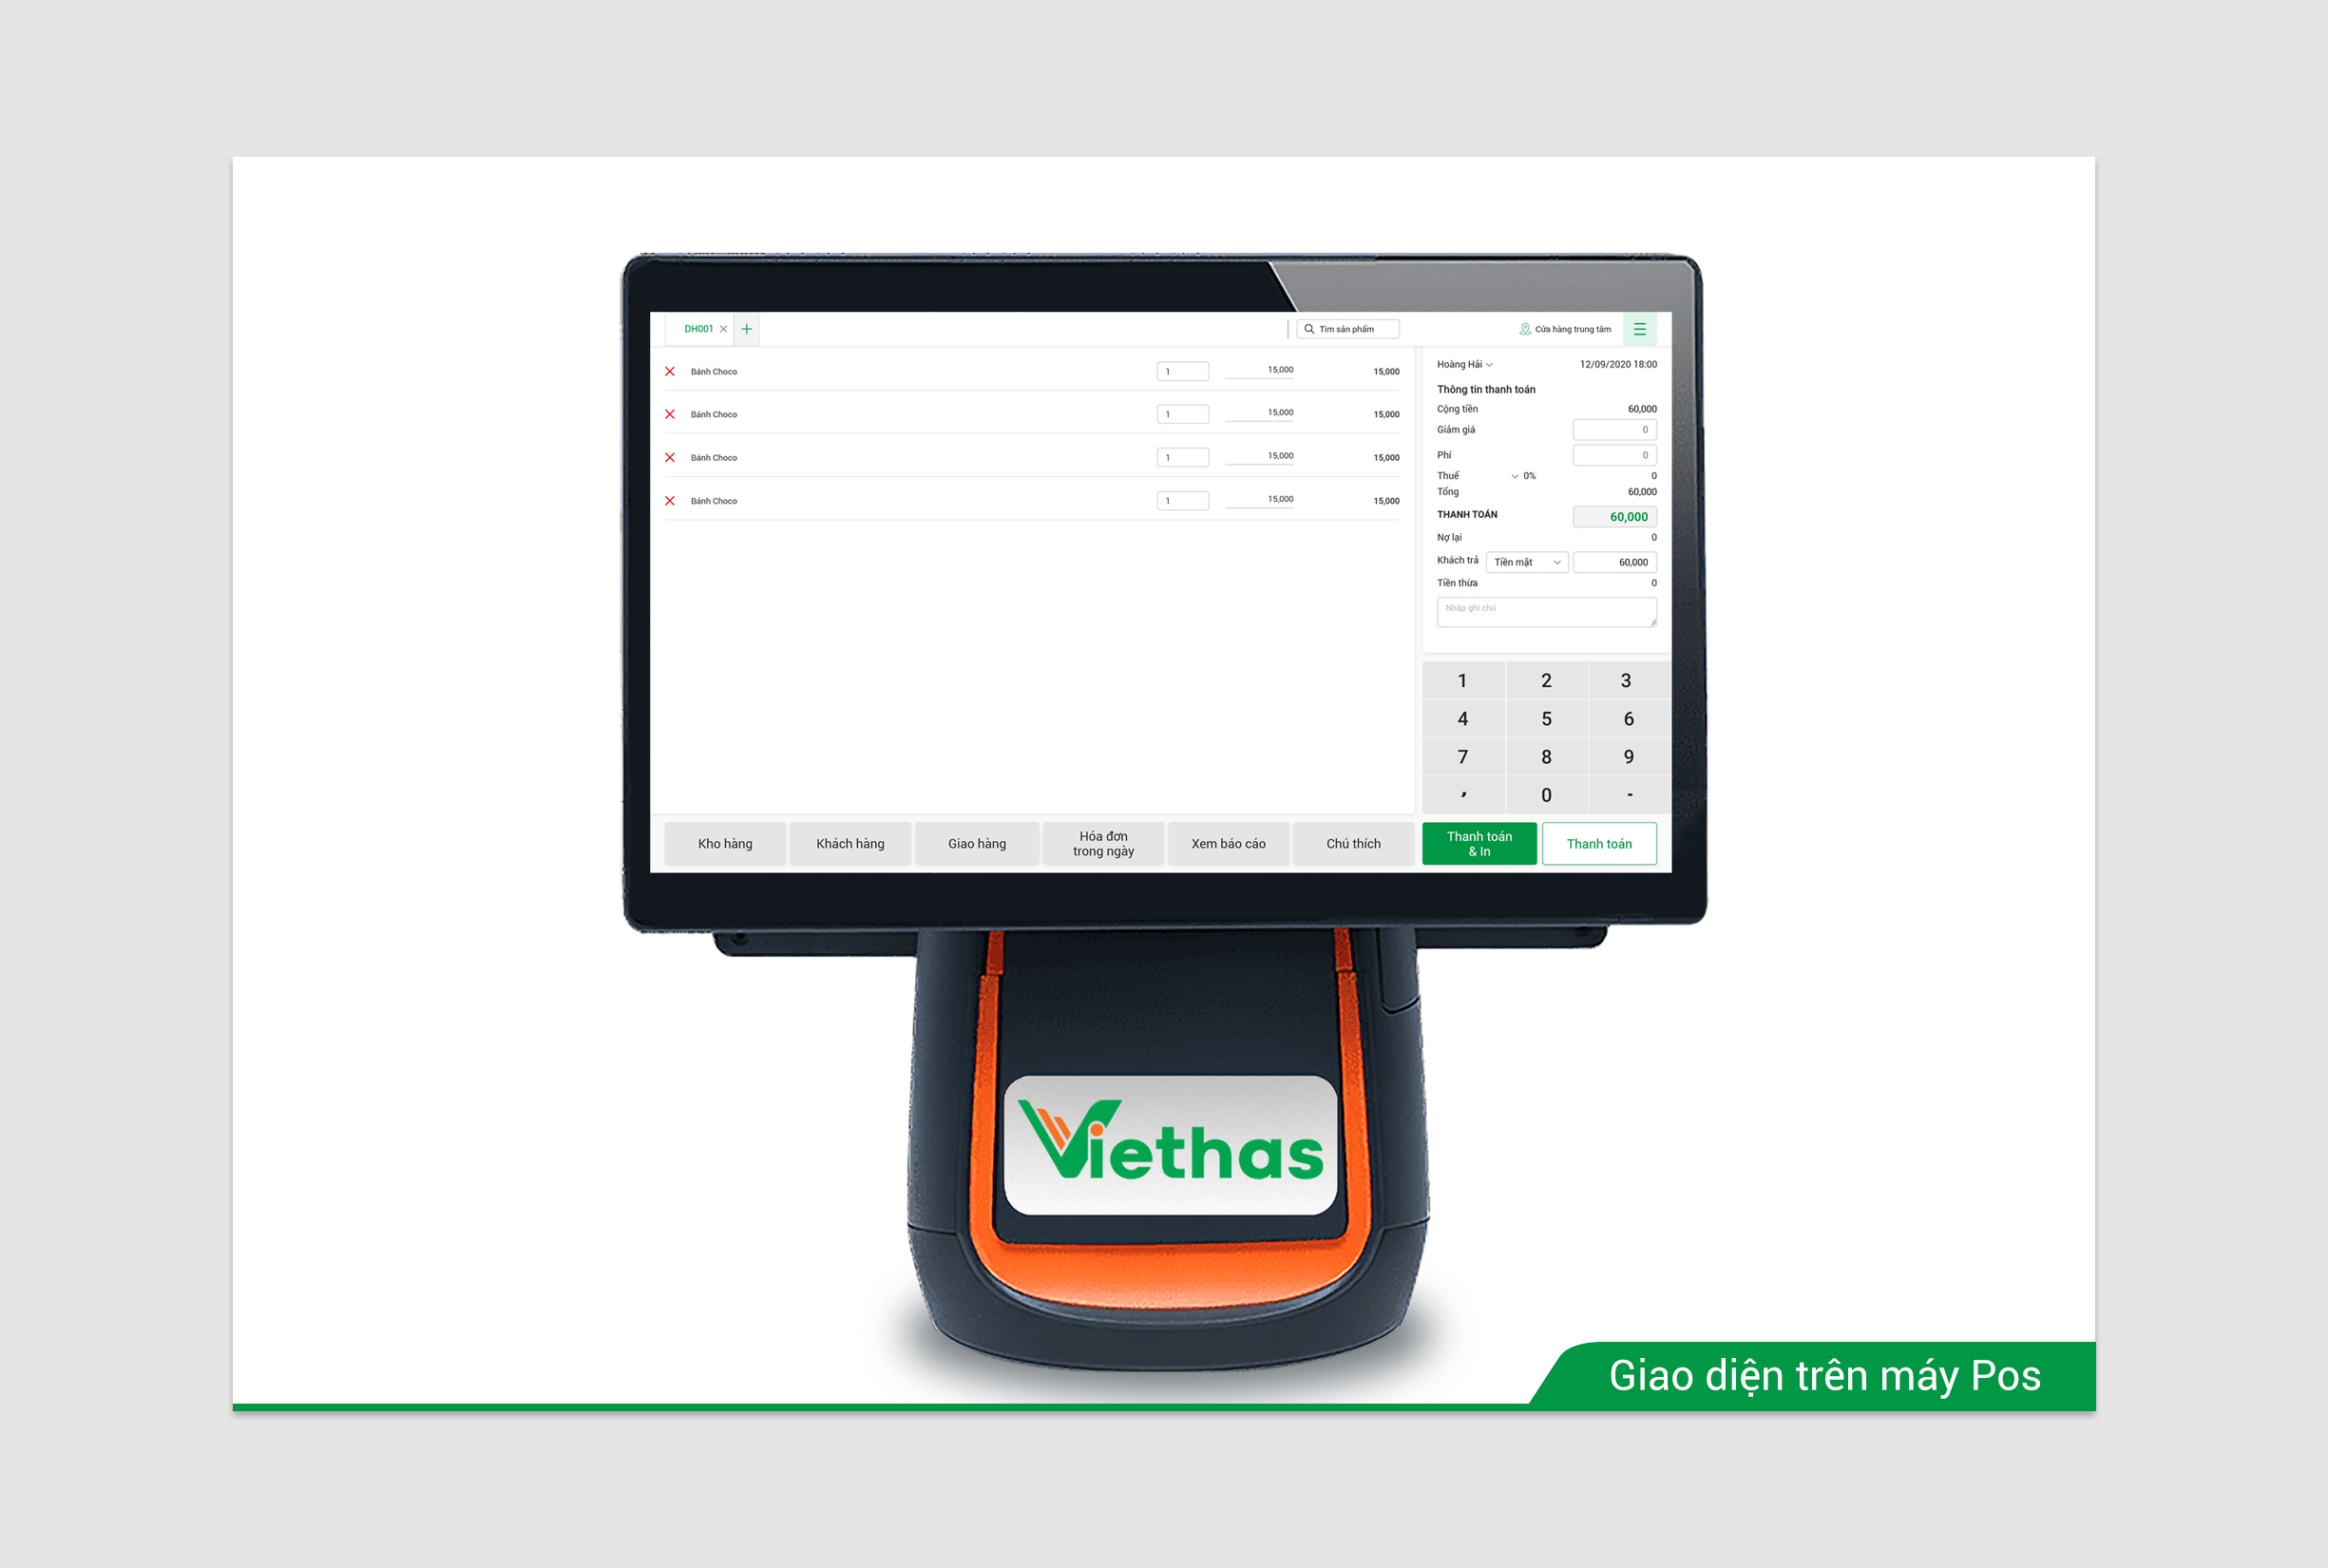 DH001
Tìm sản phẩm
Cửa hàng trung tâm
Bánh Choco 1 15,000 15,000
Bánh Choco 1 15,000 15,000
Bánh Choco 1 15,000 15,000
Bánh Choco 1 15,000 15,000
Hoàng Hải 12/09/2020 18:00
Thông tin thanh toán
Cộng tiền 60,000
Giảm giá 0
Phí 0
Thuế 0% 0
Tổng 60,000
THANH TOÁN 60,000
Nợ lại 0
Khách trả Tiền mặt 60,000
Tiền thừa 0
Nhập ghi chú
1 2 3
4 5 6
7 8 9
, 0 -
Kho hàng
Khách hàng
Giao hàng
Hóa đơn
trong ngày
Xem báo cáo
Chú thích
Thanh toán
& In
Thanh toán
Viethas
Giao diện trên máy Pos